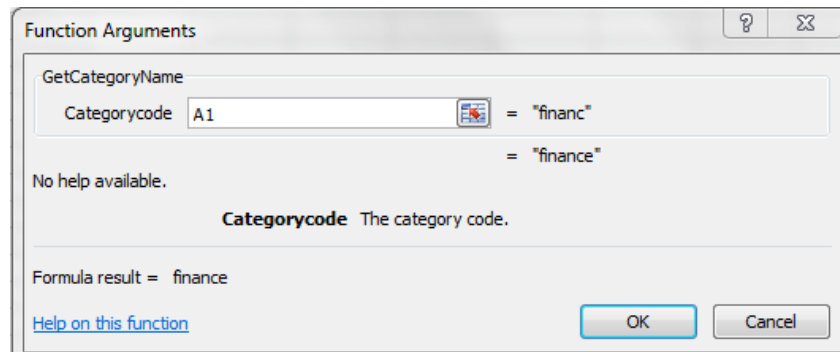 Function Arguments
GetCategoryName
Categorycode A1 = "financ"
= "finance"
No help available.
Categorycode The category code.
Formula result = finance
Help on this function
OK Cancel